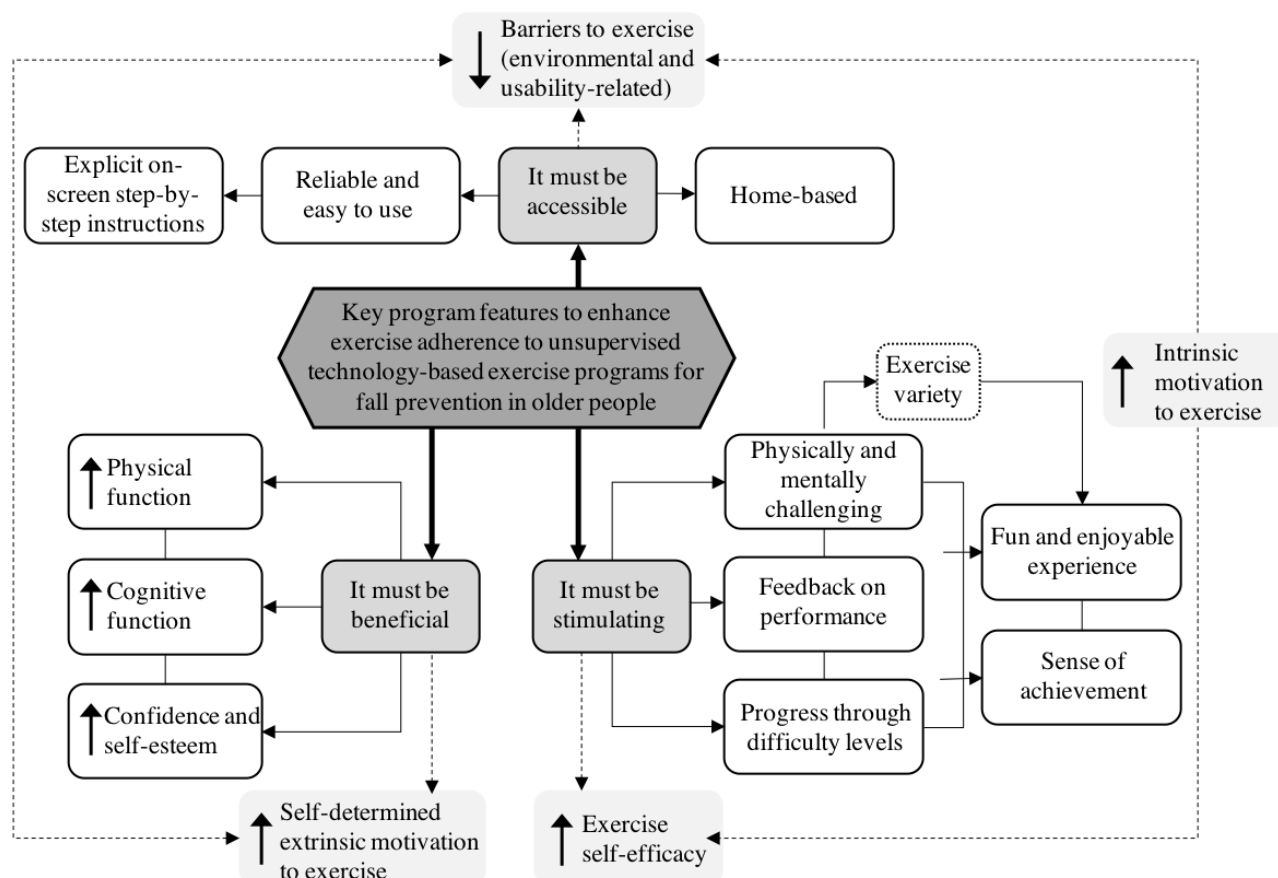 Barriers to exercise
(environmental and
usability-related)
Explicit on-
screen step-by-
step instructions
Reliable and
easy to use
It must be
accessible
Home-based
Key program features to enhance
exercise adherence to unsupervised
technology-based exercise programs for
fall prevention in older people
Exercise
variety
Intrinsic
motivation
to exercise
Physical
function
Cognitive
function
Confidence and
self-esteem
It must be
beneficial
It must be
stimulating
Physically and
mentally
challenging
Feedback on
performance
Progress through
difficulty levels
Fun and enjoyable
experience
Sense of
achievement
Self-determined
extrinsic motivation
to exercise
Exercise
self-efficacy